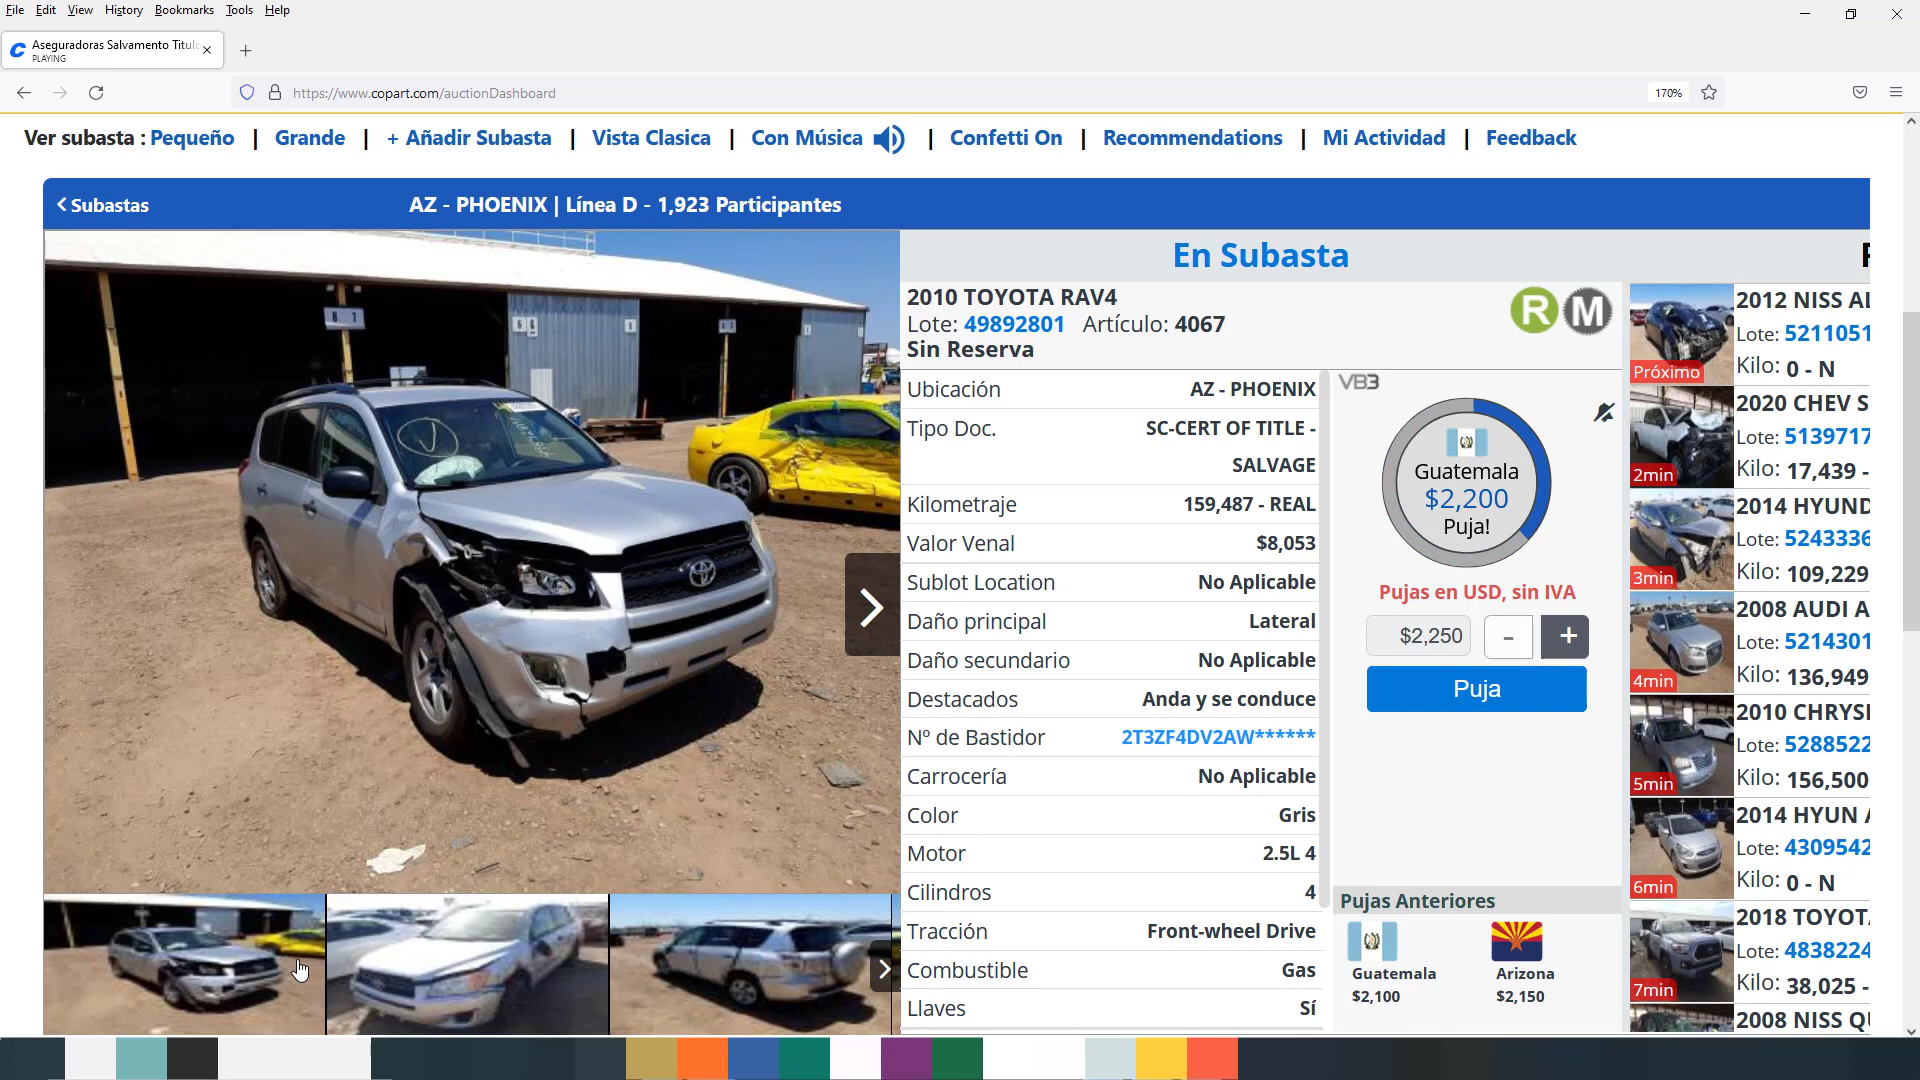 File Edit View History Bookmarks Tools Help
Aseguradoras Salvamento Titul
PLAYING
https://www.copart.com/auctionDashboard
170%
Ver subasta : Pequeño | Grande | + Añadir Subasta | Vista Clasica | Con Música | Confetti On | Recommendations | Mi Actividad | Feedback
Subastas
AZ - PHOENIX | Línea D - 1,923 Participantes
En Subasta
2010 TOYOTA RAV4
Lote: 49892801 Artículo: 4067
Sin Reserva
R M
Ubicación AZ - PHOENIX
Tipo Doc. SC-CERT OF TITLE -
SALVAGE
Kilometraje 159,487 - REAL
Valor Venal $8,053
Sublot Location No Aplicable
Daño principal Lateral
Daño secundario No Aplicable
Destacados Anda y se conduce
Nº de Bastidor 2T3ZF4DV2AW******
Carrocería No Aplicable
Color Gris
Motor 2.5L 4
Cilindros 4
Tracción Front-wheel Drive
Combustible Gas
Llaves Sí
VB3
Guatemala
$2,200
Puja!
Pujas en USD, sin IVA
$2,250 - +
Puja
Pujas Anteriores
Guatemala
$2,100
Arizona
$2,150
2012 NISS AL
Lote: 5211051
Kilo: 0 - N
Próximo
2020 CHEV S
Lote: 5139717
Kilo: 17,439 -
2min
2014 HYUND
Lote: 5243336
Kilo: 109,229
3min
2008 AUDI A
Lote: 5214301
Kilo: 136,949
4min
2010 CHRYSL
Lote: 5288522
Kilo: 156,500
5min
2014 HYUN A
Lote: 4309542
Kilo: 0 - N
6min
2018 TOYOT
Lote: 4838224
Kilo: 38,025 -
7min
2008 NISS QU